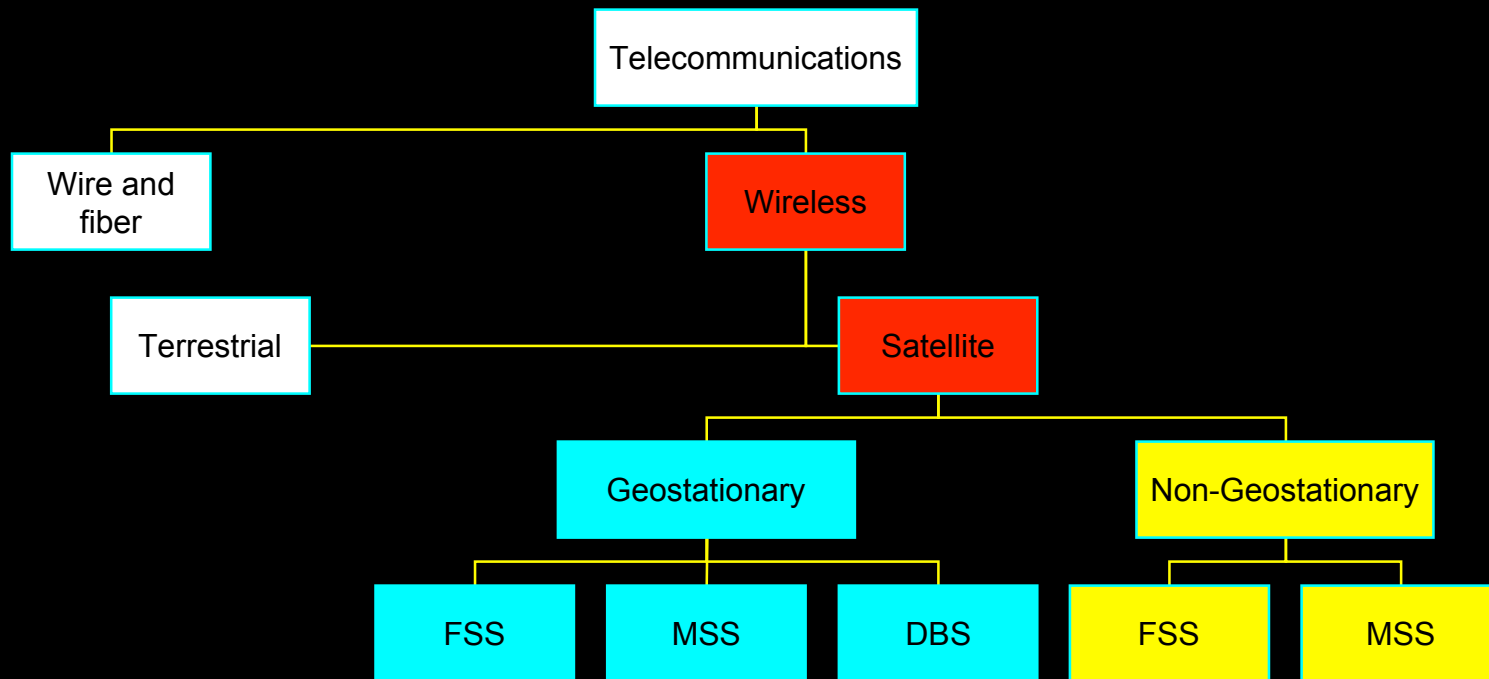 Telecommunications
Wire and
fiber
Wireless
Terrestrial
Satellite
Geostationary
Non-Geostationary
FSS
MSS
DBS
FSS
MSS